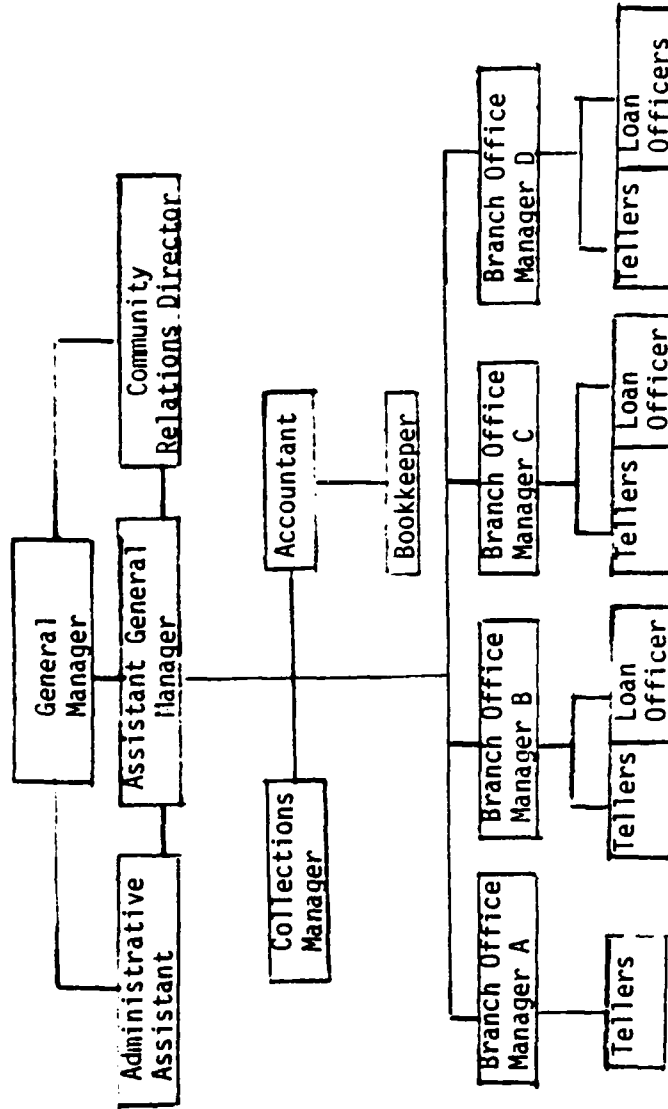 General
Manager
Administrative
Assistant
Assistant General
Manager
Community
Relations Director
Collections
Manager
Accountant
Bookkeeper
Branch Office
Manager A
Branch Office
Manager B
Branch Office
Manager C
Branch Office
Manager D
Tellers
Tellers
Loan
Officer
Tellers
Loan
Officer
Tellers
Loan
Officers